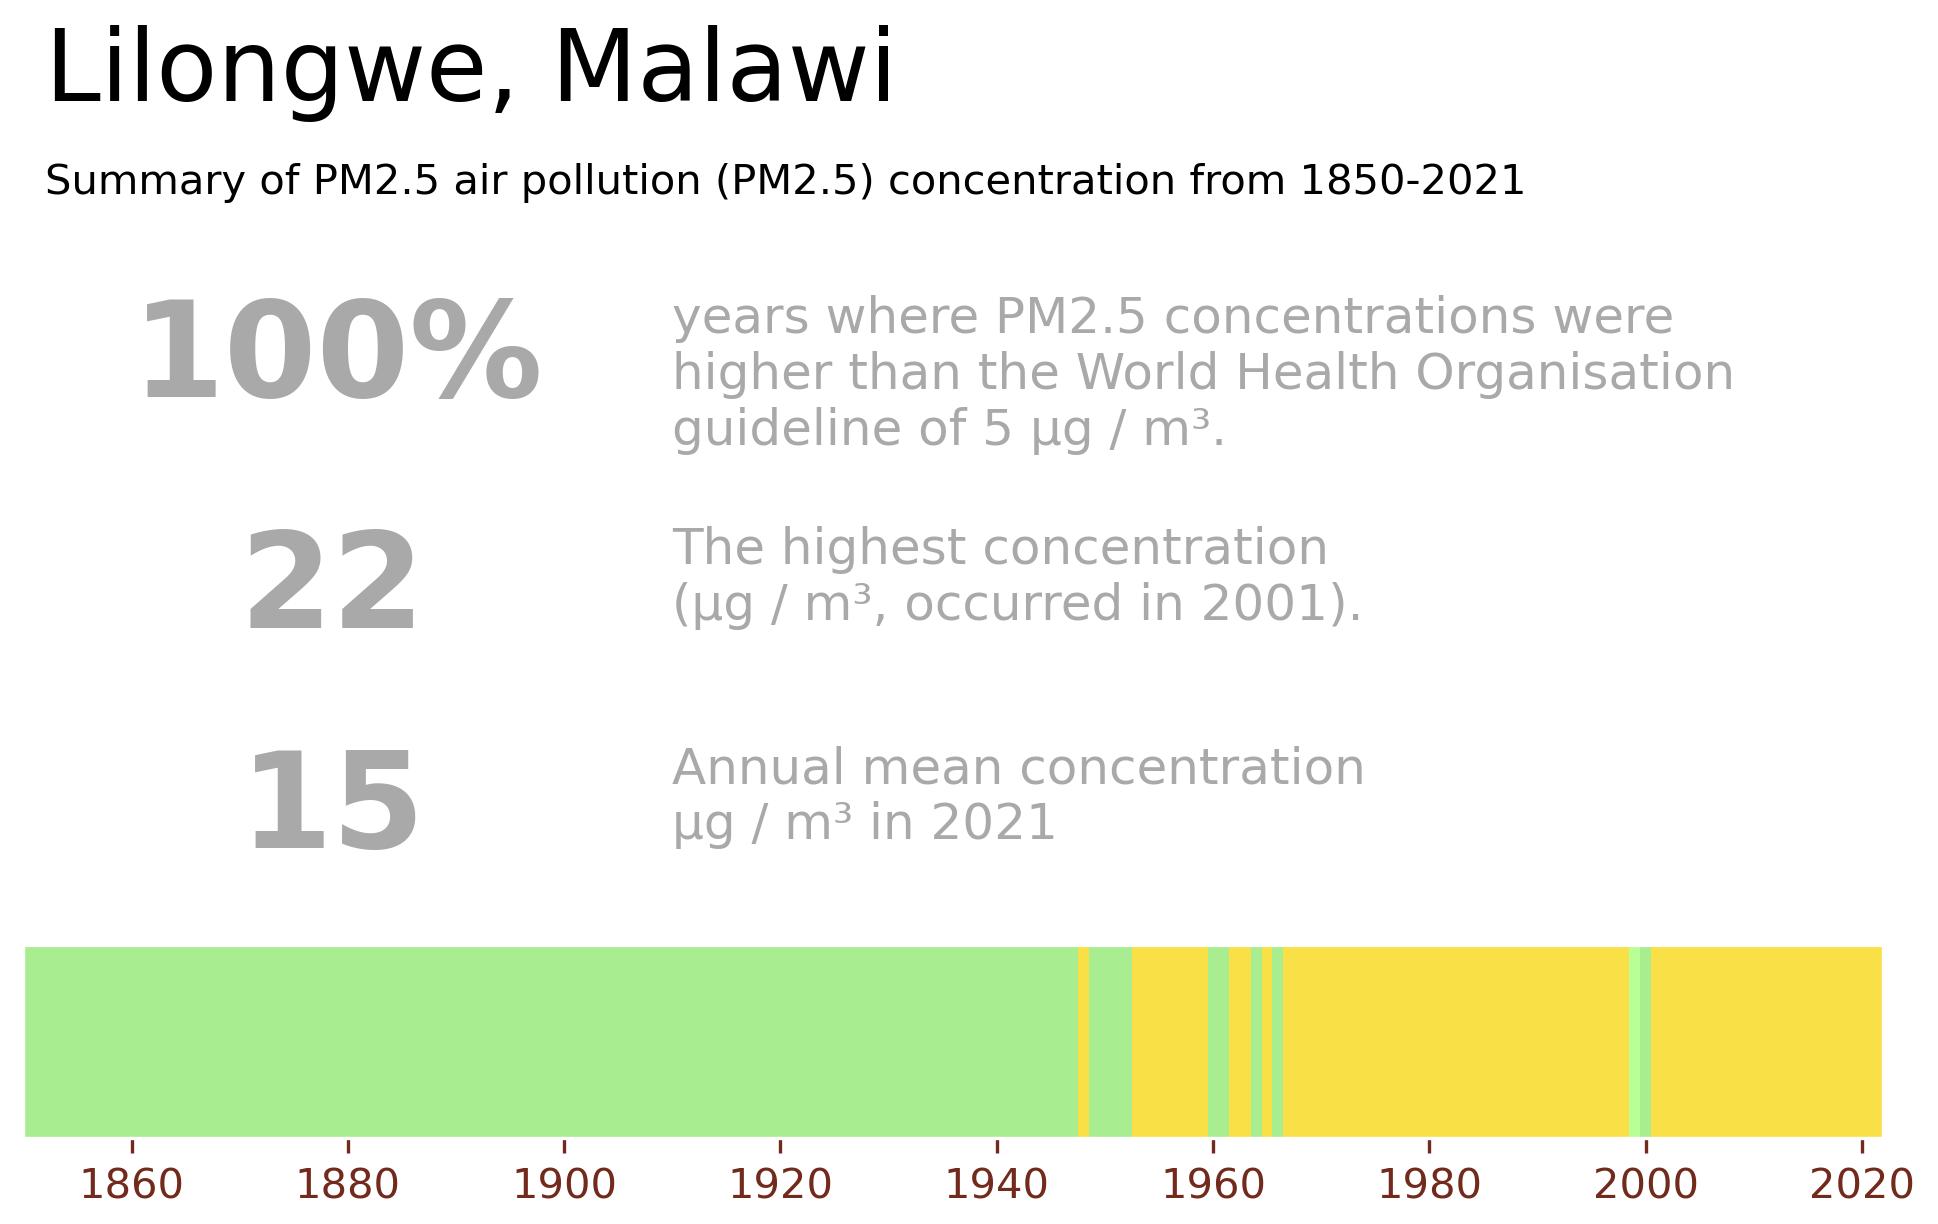 Lilongwe, Malawi
Summary of PM2.5 air pollution (PM2.5) concentration from 1850-2021
100%
years where PM2.5 concentrations were
higher than the World Health Organisation
guideline of 5 µg / m³.
22
The highest concentration
(µg / m³, occurred in 2001).
15
Annual mean concentration
µg / m³ in 2021
1860 1880 1900 1920 1940 1960 1980 2000 2020